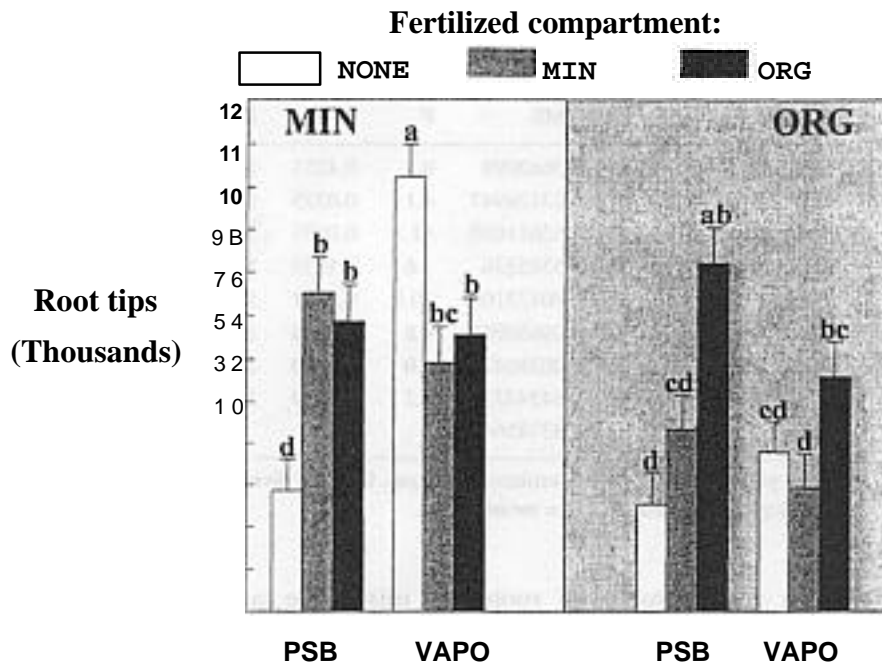 Fertilized compartment:
NONE MIN ORG
12
MIN ORG
a
11
10
ab
9 B
b
7 6
b
b
5 4
bc
bc
3 2
1 0
cd
cd
d
d
d
Root tips
(Thousands)
PSB VAPO PSB VAPO